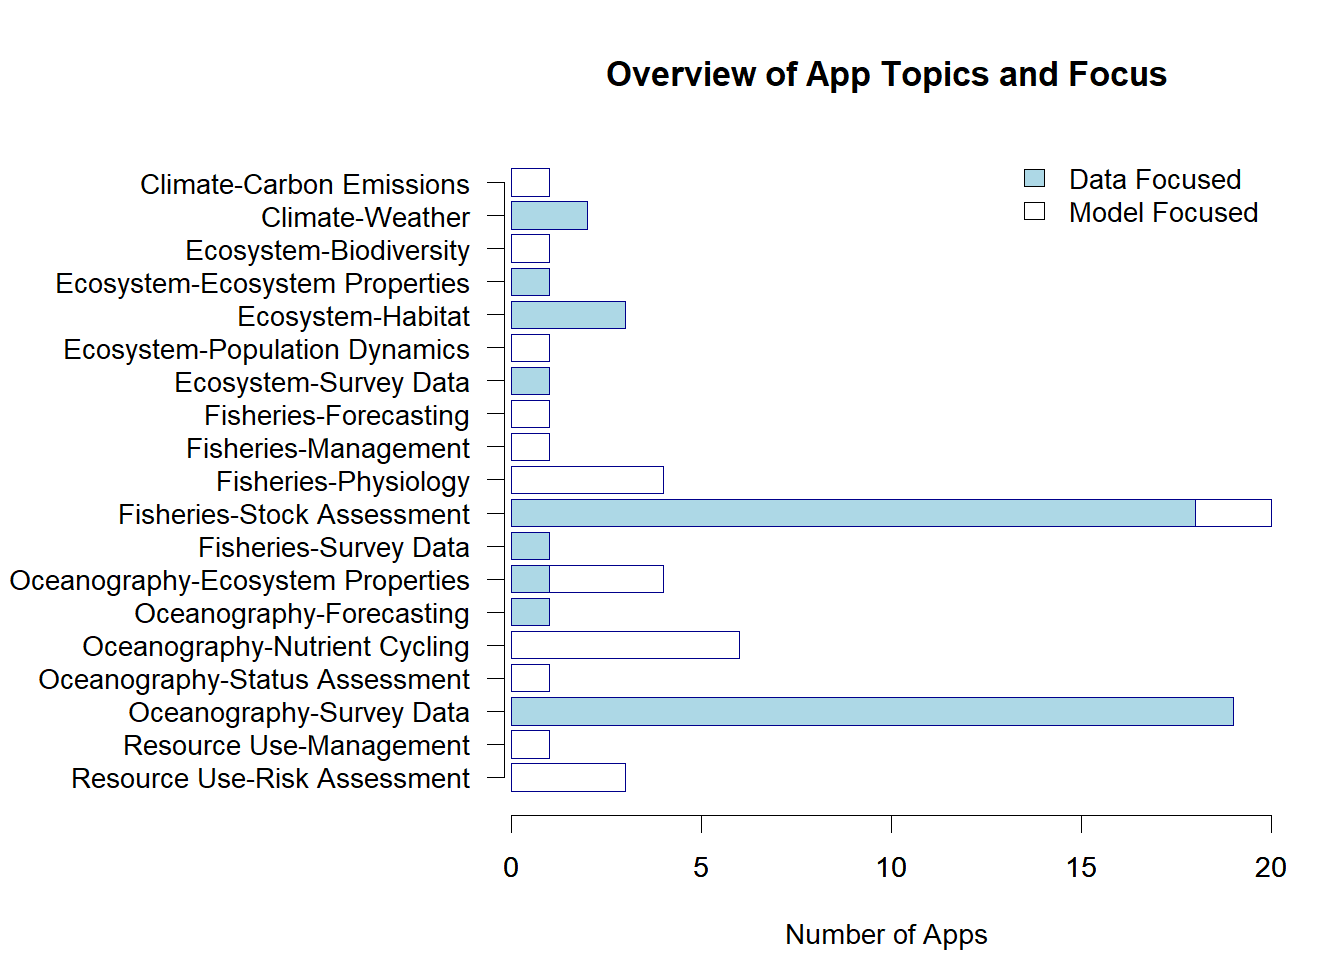 Overview of App Topics and Focus
Data Focused
Model Focused
Climate-Carbon Emissions
Climate-Weather
Ecosystem-Biodiversity
Ecosystem-Ecosystem Properties
Ecosystem-Habitat
Ecosystem-Population Dynamics
Ecosystem-Survey Data
Fisheries-Forecasting
Fisheries-Management
Fisheries-Physiology
Fisheries-Stock Assessment
Fisheries-Survey Data
Oceanography-Ecosystem Properties
Oceanography-Forecasting
Oceanography-Nutrient Cycling
Oceanography-Status Assessment
Oceanography-Survey Data
Resource Use-Management
Resource Use-Risk Assessment
0 5 10 15 20
Number of Apps